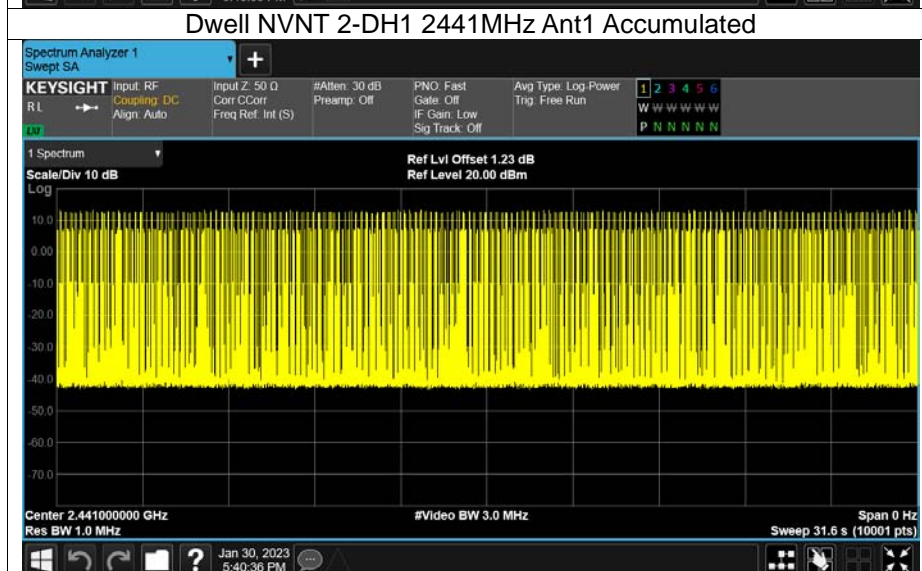 Dwell NVNT 2-DH1 2441MHz Ant1 Accumulated
Spectrum Analyzer 1
Swept SA
+
KEYSIGHT Input: RF Input Z: 50 Ω #Atten: 30 dB PNO: Fast Avg Type: Log-Power 1 2 3 4 5 6
R L Coupling: DC Corr CCorr Preamp: Off Gate: Off Trig: Free Run W W W W W W
Align: Auto Freq Ref: Int (S) IF Gain: Low
LXI Sig Track: Off P N N N N N
1 Spectrum Ref Lvl Offset 1.23 dB
Scale/Div 10 dB Ref Level 20.00 dBm
Log
10.0
0.00
-10.0
-20.0
-30.0
-40.0
-50.0
-60.0
-70.0
Center 2.441000000 GHz #Video BW 3.0 MHz Span 0 Hz
Res BW 1.0 MHz Sweep 31.6 s (10001 pts)
? Jan 30, 2023
5:40:36 PM